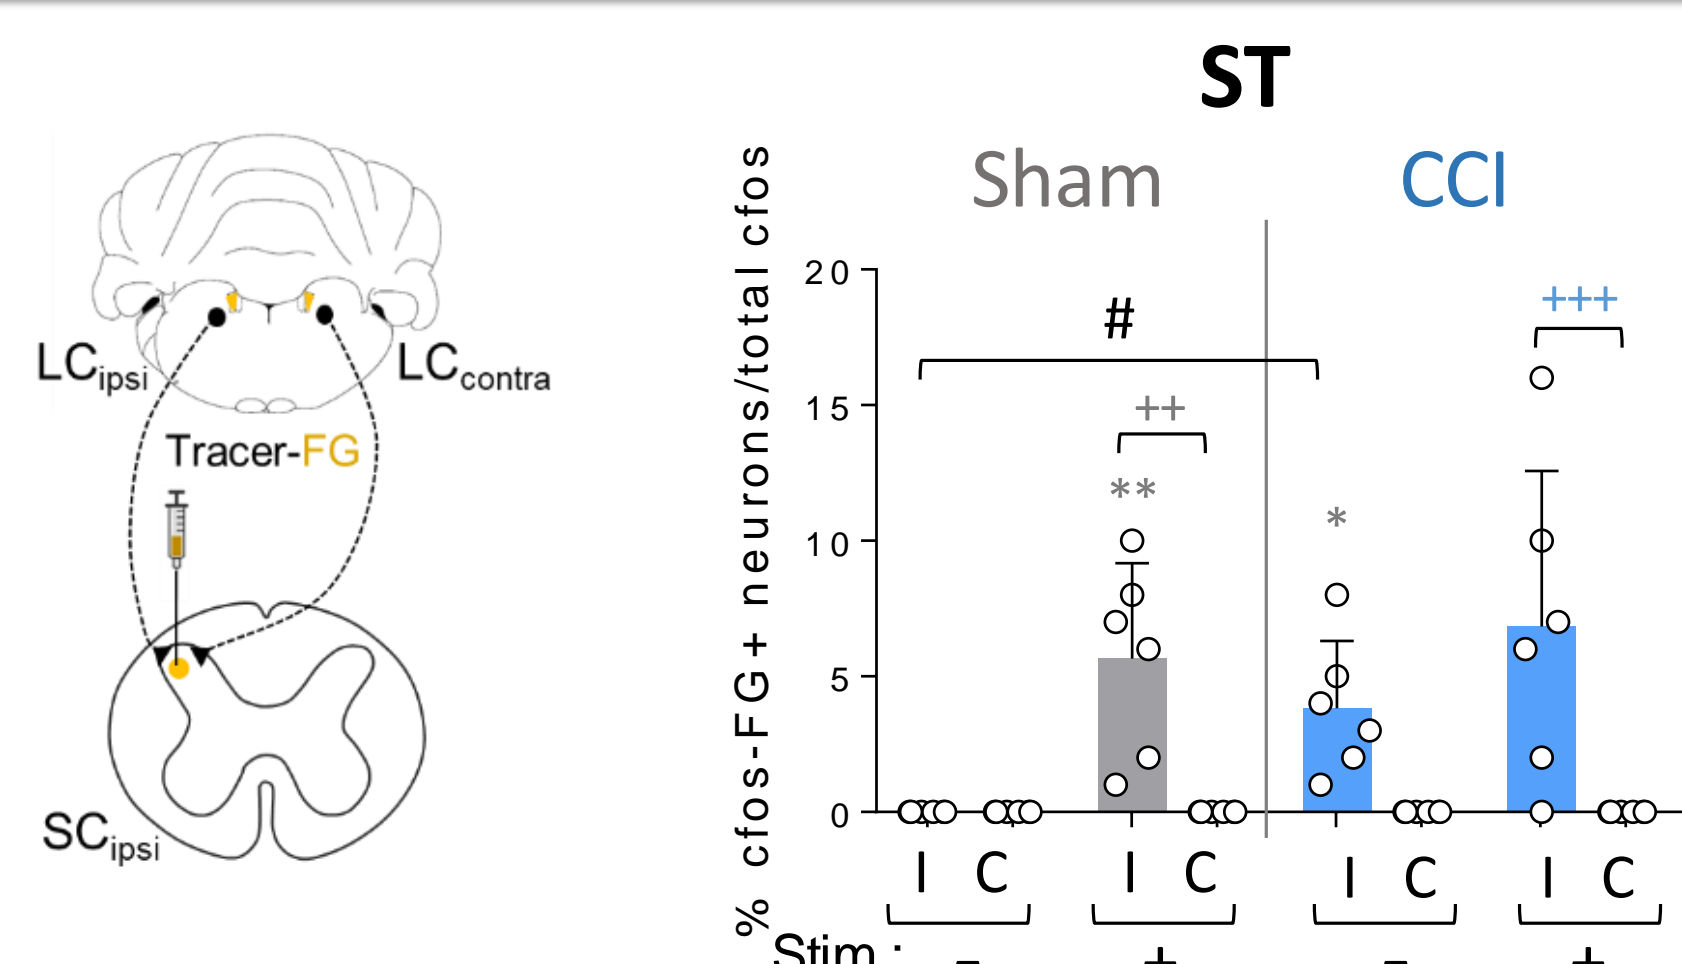 ST
Sham CCI
% cfos-FG+ neurons/total cfos
20
15
10
5
0
#
++
**
*
+++
I C I C I C I C
Stim :
- + - +
LCipsi LCcontra
Tracer-FG
SCipsi